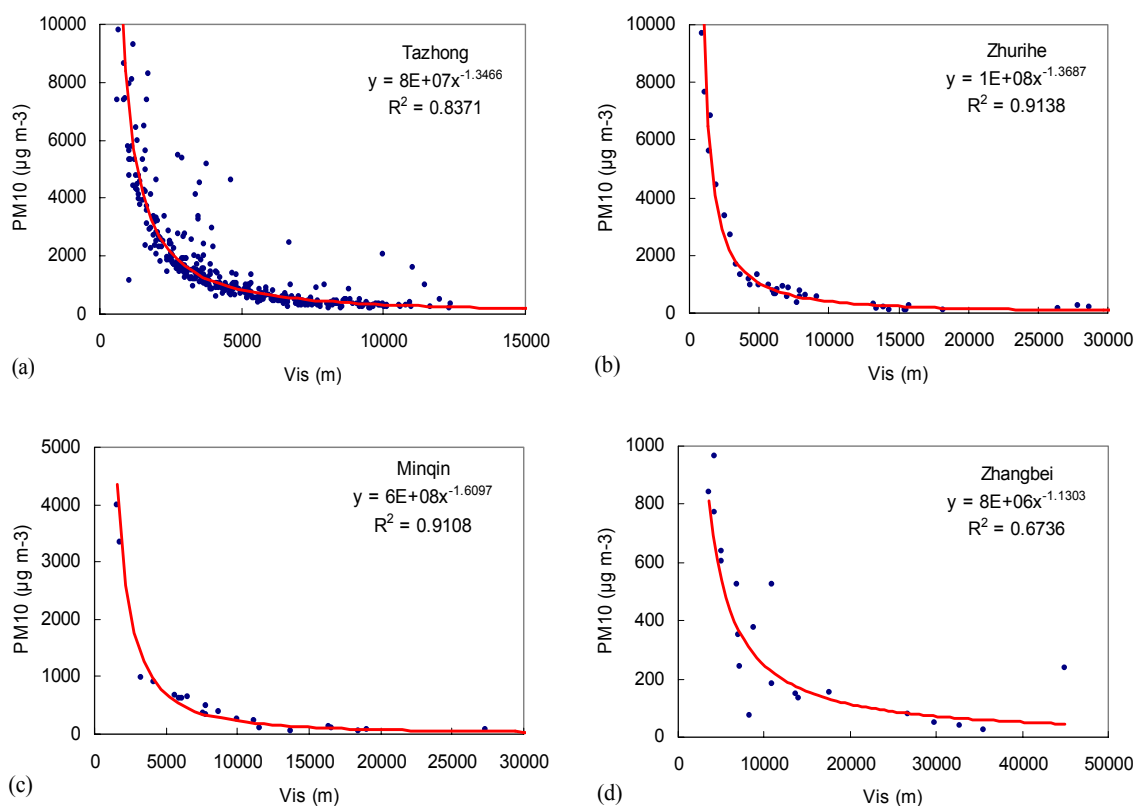 10000
8000
6000
4000
2000
0
PM10 (µg m-3)
Tazhong
y = 8E+07x^-1.3466
R² = 0.8371
0 5000 10000 15000
Vis (m)
(a)
10000
8000
6000
4000
2000
0
PM10 (µg m-3)
Zhurihe
y = 1E+08x^-1.3687
R² = 0.9138
0 5000 10000 15000 20000 25000 30000
Vis (m)
(b)
5000
4000
3000
2000
1000
0
PM10 (µg m-3)
Minqin
y = 6E+08x^-1.6097
R² = 0.9108
0 5000 10000 15000 20000 25000 30000
Vis (m)
(c)
1000
800
600
400
200
0
PM10 (µg m-3)
Zhangbei
y = 8E+06x^-1.1303
R² = 0.6736
0 10000 20000 30000 40000 50000
Vis (m)
(d)